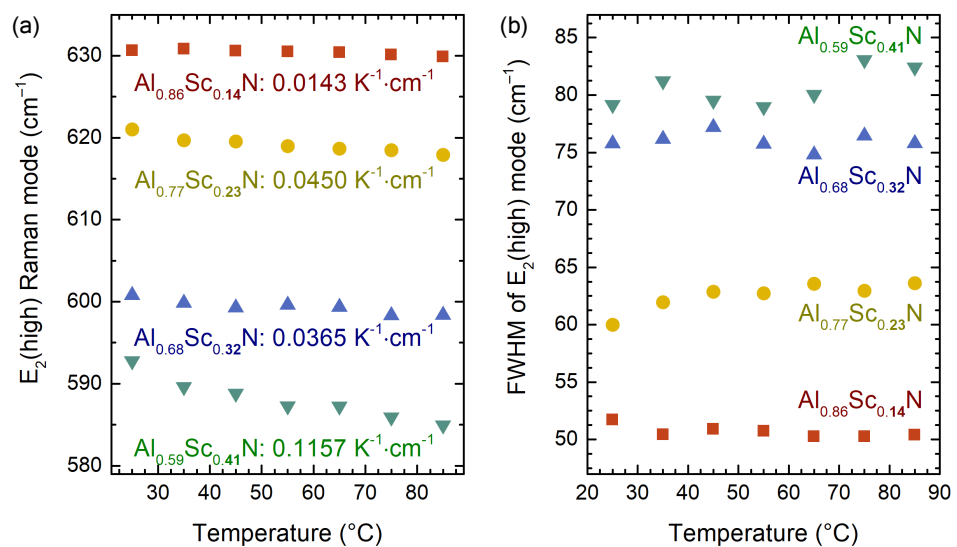 (a)
E₂(high) Raman mode (cm⁻¹)
630
620
610
600
590
580
Al₀.₈₆Sc₀.₁₄N: 0.0143 K⁻¹·cm⁻¹
Al₀.₇₇Sc₀.₂₃N: 0.0450 K⁻¹·cm⁻¹
Al₀.₆₈Sc₀.₃₂N: 0.0365 K⁻¹·cm⁻¹
Al₀.₅₉Sc₀.₄₁N: 0.1157 K⁻¹·cm⁻¹
30 40 50 60 70 80
Temperature (°C)
(b)
FWHM of E₂(high) mode (cm⁻¹)
85
80
75
70
65
60
55
50
Al₀.₅₉Sc₀.₄₁N
Al₀.₆₈Sc₀.₃₂N
Al₀.₇₇Sc₀.₂₃N
Al₀.₈₆Sc₀.₁₄N
20 30 40 50 60 70 80 90
Temperature (°C)